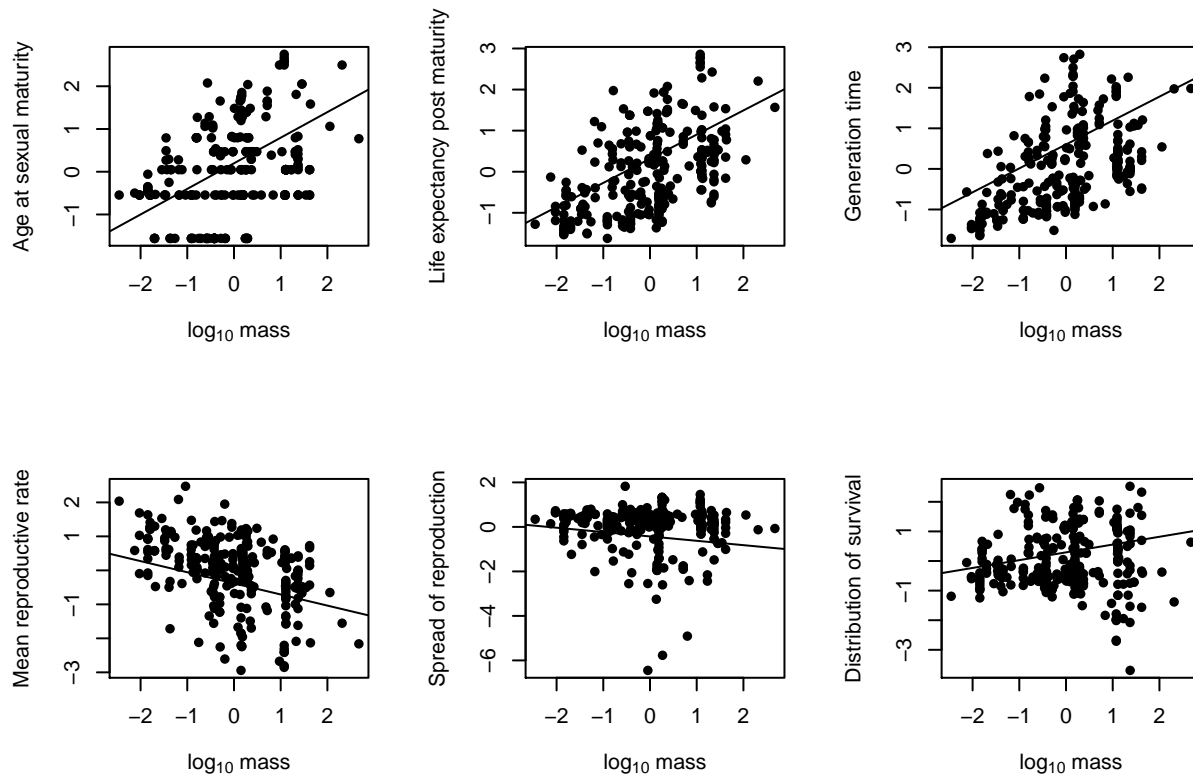 Age at sexual maturity
2
1
0
−1
−2 −1 0 1 2
log10 mass
Life expectancy post maturity
3
2
1
0
−1
−2 −1 0 1 2
log10 mass
Generation time
3
2
1
0
−1
−2 −1 0 1 2
log10 mass
Mean reproductive rate
2
1
0
−1
−3
−2 −1 0 1 2
log10 mass
Spread of reproduction
2
0
−2
−4
−6
−2 −1 0 1 2
log10 mass
Distribution of survival
1
−1
−3
−2 −1 0 1 2
log10 mass